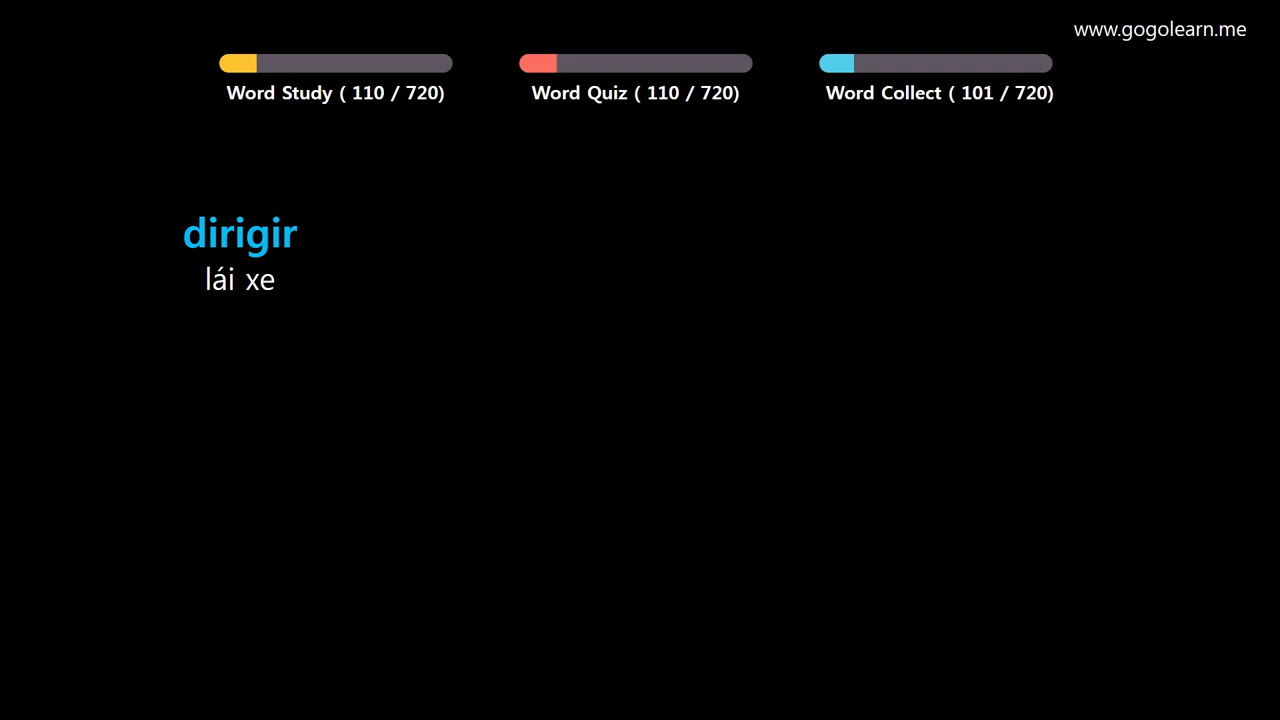 www.gogolearn.me
Word Study ( 110 / 720)
Word Quiz ( 110 / 720)
Word Collect ( 101 / 720)
dirigir
lái xe